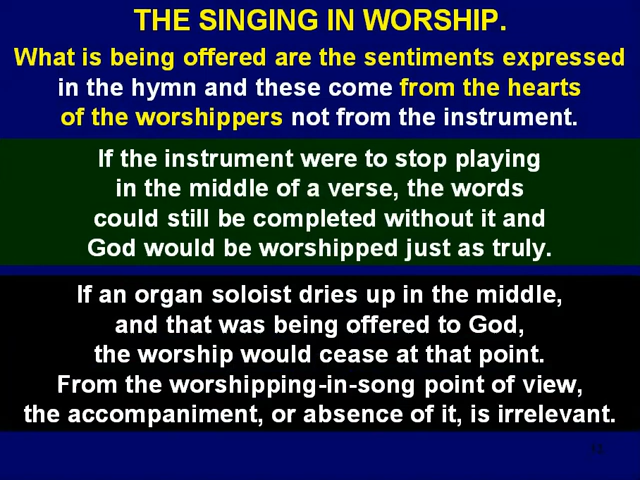 THE SINGING IN WORSHIP.
What is being offered are the sentiments expressed
in the hymn and these come from the hearts
of the worshippers not from the instrument.
If the instrument were to stop playing
in the middle of a verse, the words
could still be completed without it and
God would be worshipped just as truly.
If an organ soloist dries up in the middle,
and that was being offered to God,
the worship would cease at that point.
From the worshipping-in-song point of view,
the accompaniment, or absence of it, is irrelevant.